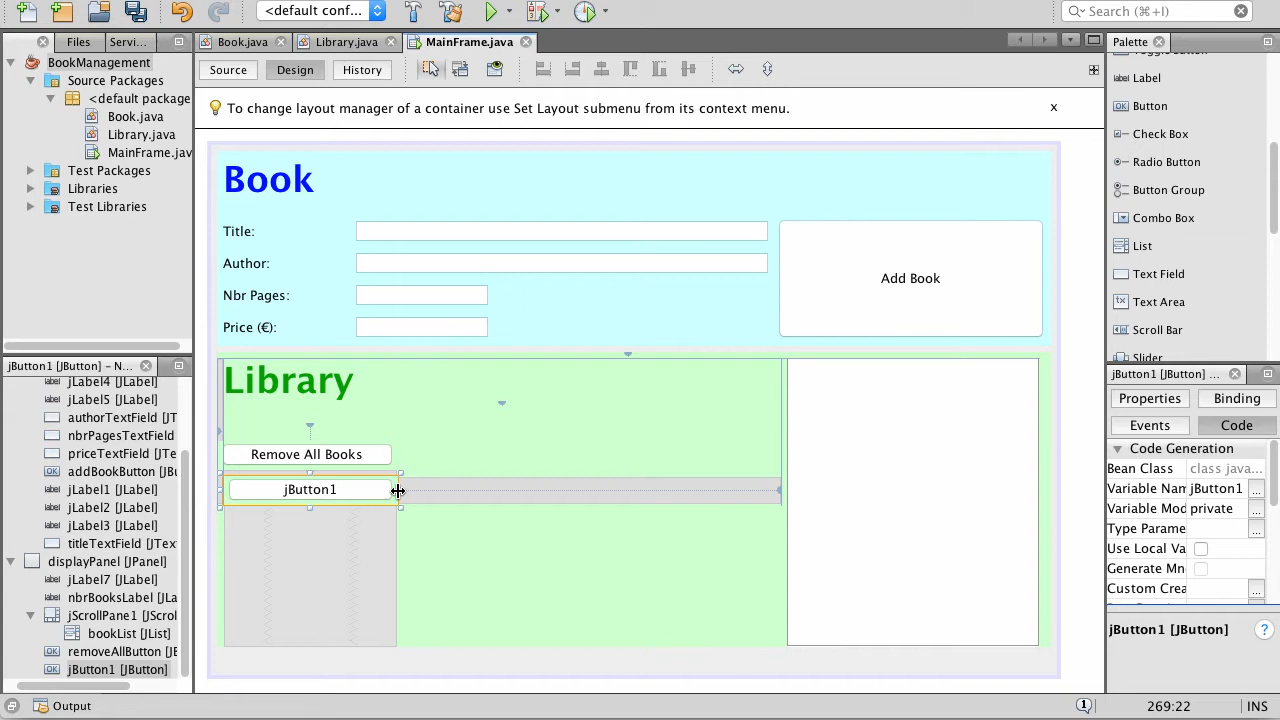 <default conf...
Search (⌘+I)
Files
Servi...
Book.java
Library.java
MainFrame.java
Palette
BookManagement
Source Packages
<default package
Book.java
Library.java
MainFrame.jav
Test Packages
Libraries
Test Libraries
Source
Design
History
To change layout manager of a container use Set Layout submenu from its context menu.
x
Book
Title:
Author:
Nbr Pages:
Price (€):
Add Book
Library
Remove All Books
jButton1
Label
Button
Check Box
Radio Button
Button Group
Combo Box
List
Text Field
Text Area
Scroll Bar
Slider
jButton1 [JButton] – N...
jLabel4 [JLabel]
jLabel5 [JLabel]
authorTextField [JT
nbrPagesTextField
priceTextField [JTe
addBookButton [JBu
jLabel1 [JLabel]
jLabel2 [JLabel]
jLabel3 [JLabel]
titleTextField [JText
displayPanel [JPanel]
jLabel7 [JLabel]
nbrBooksLabel [JLa
jScrollPane1 [JScrol
bookList [JList]
removeAllButton [JB
jButton1 [JButton]
jButton1 [JButton] ...
Properties
Binding
Events
Code
Code Generation
Bean Class class java...
Variable Nam jButton1 ...
Variable Mod private
Type Parame ...
Use Local Va
Generate Mn
Custom Crea ...
jButton1 [JButton]
?
Output
1
269:22
INS